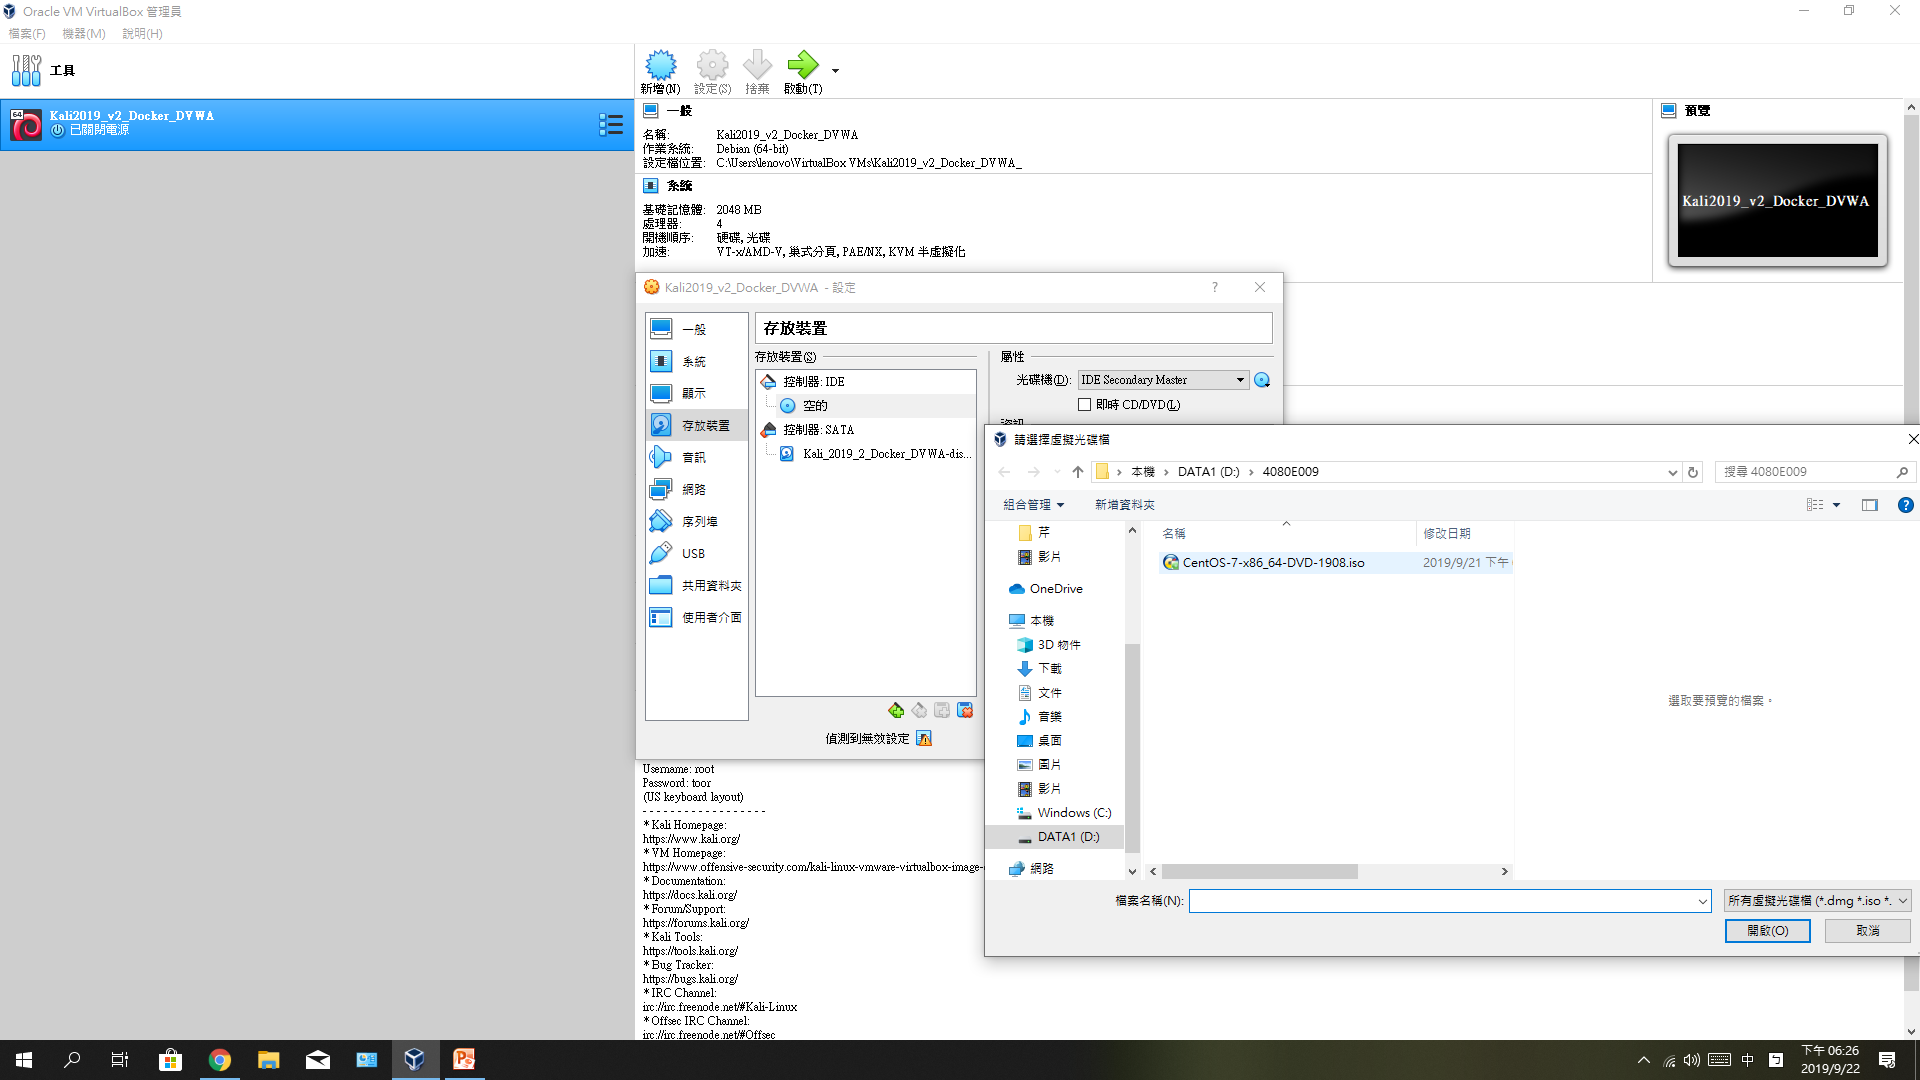 Oracle VM VirtualBox 管理員
檔案(F) 機器(M) 說明(H)
工具
Kali2019_v2_Docker_DVWA
已關閉電源
新增(N) 設定(S) 捨棄 啟動(T)
一般
名稱: Kali2019_v2_Docker_DVWA
作業系統: Debian (64-bit)
設定檔位置: C:\Users\lenovo\VirtualBox VMs\Kali2019_v2_Docker_DVWA_
系統
基礎記憶體: 2048 MB
處理器: 4
開機順序: 硬碟, 光碟
加速: VT-x/AMD-V, 巢式分頁, PAE/NX, KVM 半虛擬化
預覽
Kali2019_v2_Docker_DVWA
Kali2019_v2_Docker_DVWA - 設定
一般
系統
顯示
存放裝置
音訊
網路
序列埠
USB
共用資料夾
使用者介面
存放裝置
存放裝置(S)
控制器: IDE
空的
控制器: SATA
Kali_2019_2_Docker_DVWA-dis...
屬性
光碟機(D): IDE Secondary Master
即時 CD/DVD(L)
偵測到無效設定
請選擇虛擬光碟檔
本機 › DATA1 (D:) › 4080E009
搜尋 4080E009
組合管理 新增資料夾
芹
影片
OneDrive
本機
3D 物件
下載
文件
音樂
桌面
圖片
影片
Windows (C:)
DATA1 (D:)
網路
名稱 修改日期
CentOS-7-x86_64-DVD-1908.iso 2019/9/21 下午
選取要預覽的檔案。
檔案名稱(N):
所有虛擬光碟檔 (*.dmg *.iso *.
開啟(O) 取消
Username: root
Password: toor
(US keyboard layout)
- - - - - - - - - - - - - - - - - -
* Kali Homepage:
https://www.kali.org/
* VM Homepage:
https://www.offensive-security.com/kali-linux-vmware-virtualbox-image-
* Documentation:
https://docs.kali.org/
* Forum/Support:
https://forums.kali.org/
* Kali Tools:
https://tools.kali.org/
* Bug Tracker:
https://bugs.kali.org/
* IRC Channel:
irc://irc.freenode.net/#Kali-Linux
* Offsec IRC Channel:
irc://irc.freenode.net/#Offsec
中
下午 06:26
2019/9/22